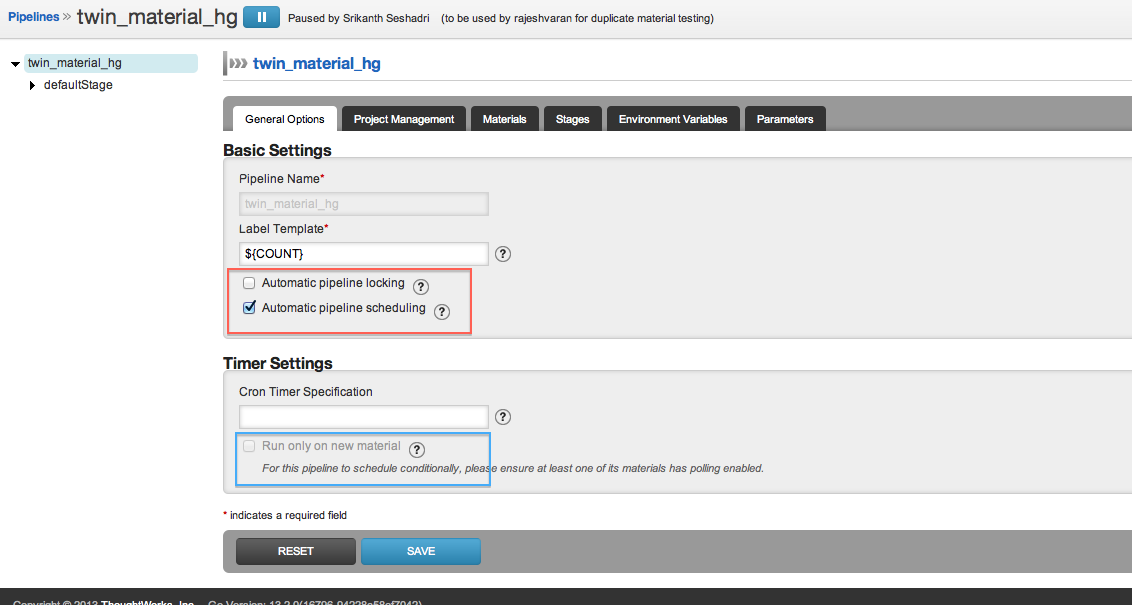 Pipelines » twin_material_hg Paused by Srikanth Seshadri (to be used by rajeshvaran for duplicate material testing)
twin_material_hg
defaultStage
twin_material_hg
General Options Project Management Materials Stages Environment Variables Parameters
Basic Settings
Pipeline Name*
twin_material_hg
Label Template*
${COUNT} ?
Automatic pipeline locking ?
Automatic pipeline scheduling ?
Timer Settings
Cron Timer Specification
?
Run only on new material ?
For this pipeline to schedule conditionally, please ensure at least one of its materials has polling enabled.
* indicates a required field
RESET SAVE
Copyright © 2013 ThoughtWorks, Inc. Go Version: 13.2.0